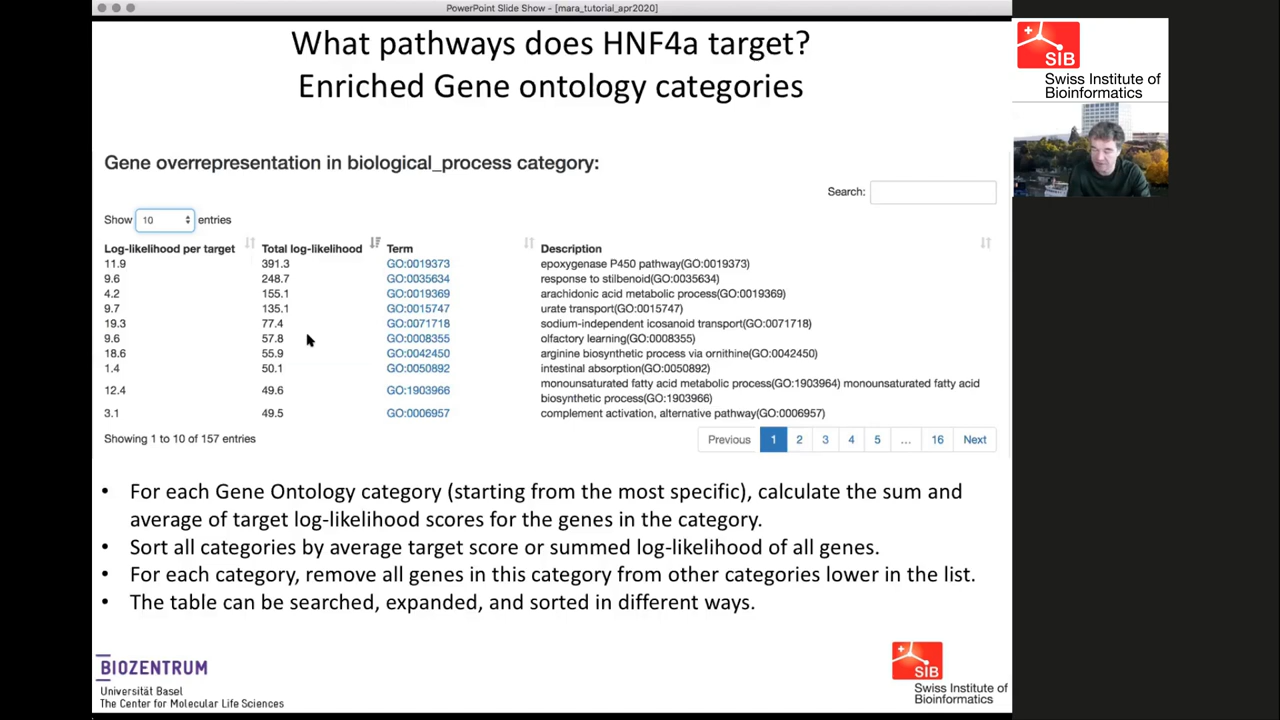 PowerPoint Slide Show - [mara_tutorial_apr2020]
What pathways does HNF4a target?
Enriched Gene ontology categories
SIB
Swiss Institute of
Bioinformatics
Gene overrepresentation in biological_process category:
Search:
Show 10 entries
Log-likelihood per target Total log-likelihood Term Description
11.9 391.3 GO:0019373 epoxygenase P450 pathway(GO:0019373)
9.6 248.7 GO:0035634 response to stilbenoid(GO:0035634)
4.2 155.1 GO:0019369 arachidonic acid metabolic process(GO:0019369)
9.7 135.1 GO:0015747 urate transport(GO:0015747)
19.3 77.4 GO:0071718 sodium-independent icosanoid transport(GO:0071718)
9.6 57.8 GO:0008355 olfactory learning(GO:0008355)
18.6 55.9 GO:0042450 arginine biosynthetic process via ornithine(GO:0042450)
1.4 50.1 GO:0050892 intestinal absorption(GO:0050892)
12.4 49.6 GO:1903966 monounsaturated fatty acid metabolic process(GO:1903964) monounsaturated fatty acid
biosynthetic process(GO:1903966)
3.1 49.5 GO:0006957 complement activation, alternative pathway(GO:0006957)
Showing 1 to 10 of 157 entries
Previous 1 2 3 4 5 ... 16 Next
• For each Gene Ontology category (starting from the most specific), calculate the sum and
average of target log-likelihood scores for the genes in the category.
• Sort all categories by average target score or summed log-likelihood of all genes.
• For each category, remove all genes in this category from other categories lower in the list.
• The table can be searched, expanded, and sorted in different ways.
BIOZENTRUM
Universität Basel
The Center for Molecular Life Sciences
SIB
Swiss Institute of
Bioinformatics